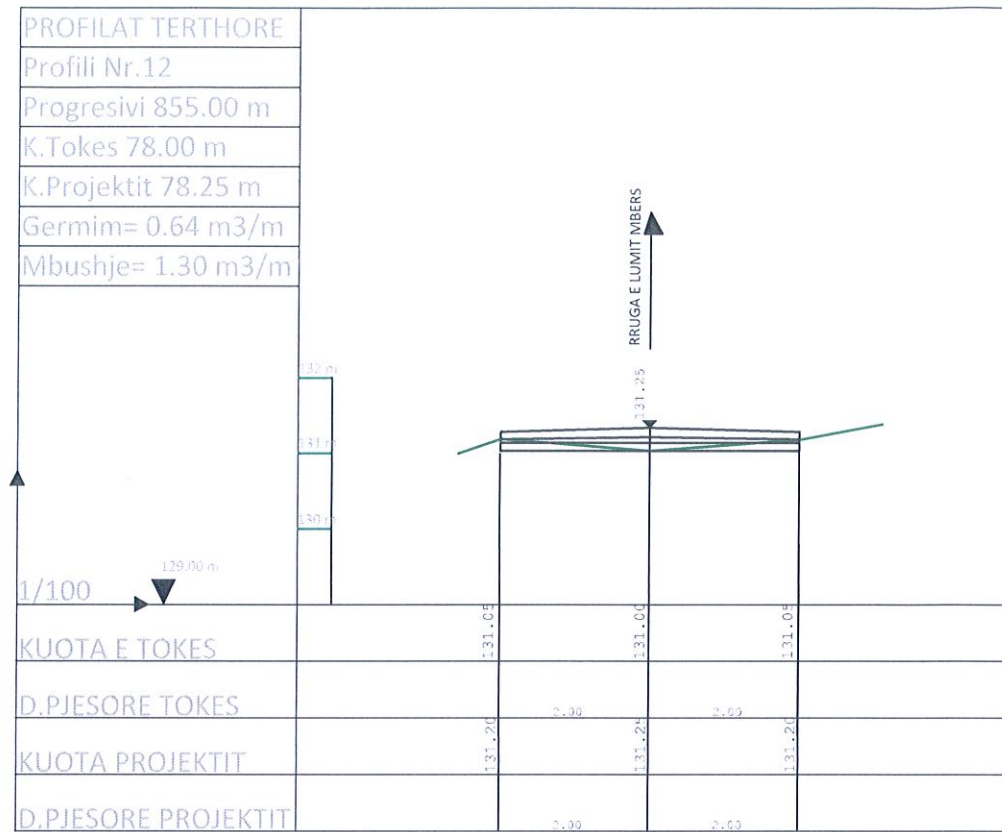 PROFILAT TERTHORE
Profili Nr.12
Progresivi 855.00 m
K.Tokes 78.00 m
K.Projektit 78.25 m
Germim= 0.64 m3/m
Mbushje= 1.30 m3/m
RRUGA E LUMIT MBERS
131.25
132 m
131 m
130 m
129.00 m
1/100
KUOTA E TOKES 131.05 131.00 131.05
D.PJESORE TOKES 2.00 2.00
KUOTA PROJEKTIT 131.20 131.25 131.20
D.PJESORE PROJEKTIT 2.00 2.00